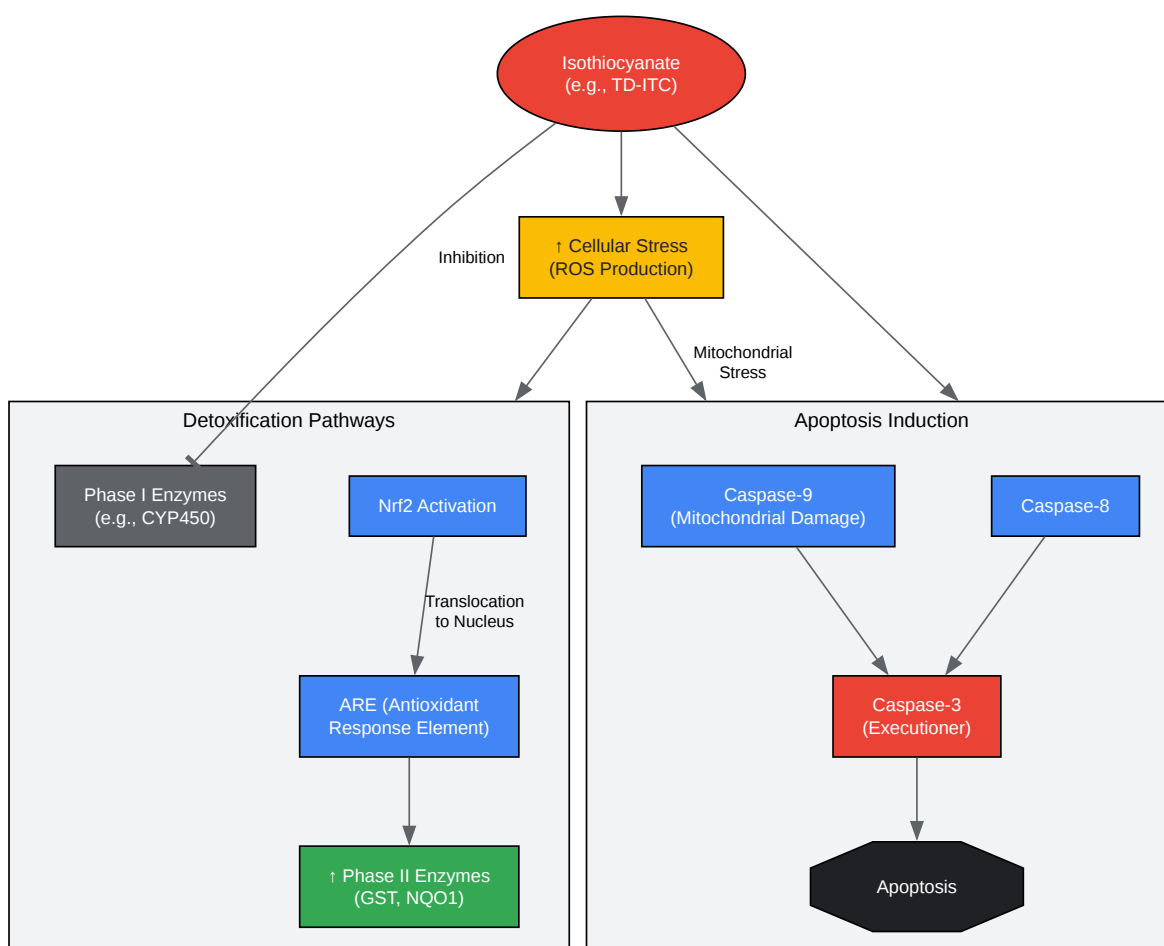 Isothiocyanate
(e.g., TD-ITC)
↑ Cellular Stress
(ROS Production)
Inhibition
Mitochondrial
Stress
Detoxification Pathways
Phase I Enzymes
(e.g., CYP450)
Nrf2 Activation
Translocation
to Nucleus
ARE (Antioxidant
Response Element)
↑ Phase II Enzymes
(GST, NQO1)
Apoptosis Induction
Caspase-9
(Mitochondrial Damage)
Caspase-8
Caspase-3
(Executioner)
Apoptosis